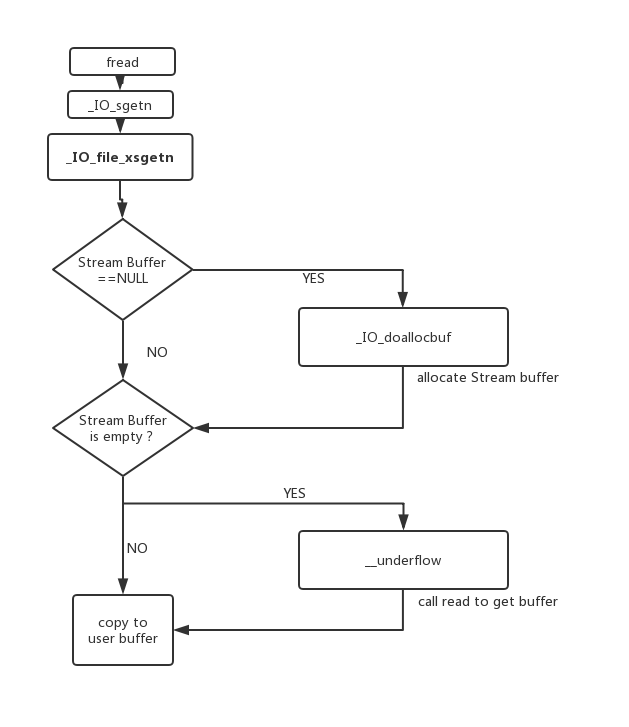 fread
_IO_sgetn
_IO_file_xsgetn
Stream Buffer
==NULL
YES
_IO_doallocbuf
NO
allocate Stream buffer
Stream Buffer
is empty ?
YES
NO
__underflow
call read to get buffer
copy to
user buffer